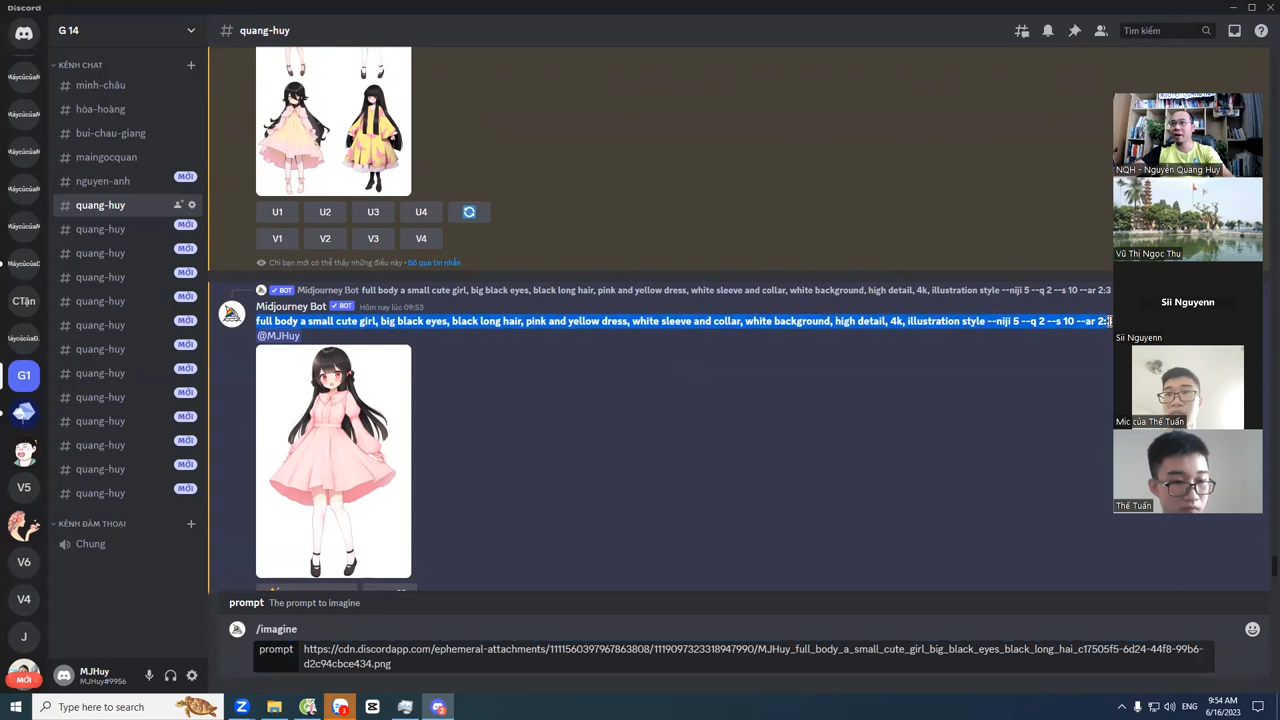 Discord
G 14
quang-huy
Tìm kiếm
KÊNH CHAT
minh-châu
hòa-hoàng
bui-chau-giang
maingocquan
nguyen-anh
MỚI
quang-huy
quang-huy
MỚI
quang-huy
MỚI
quang-huy
MỚI
quang-huy
MỚI
quang-huy
MỚI
quang-huy
MỚI
quang-huy
MỚI
quang-huy
MỚI
quang-huy
MỚI
quang-huy
MỚI
quang-huy
MỚI
quang-huy
MỚI
KÊNH ĐÀM THOẠI
Chung
CTận
G1
V5
V6
V4
J
MỚI
MJHuy
MJHuy#9956
U1 U2 U3 U4
V1 V2 V3 V4
Chỉ bạn mới có thể thấy những điều này • Bỏ qua tin nhắn
BOT Midjourney Bot full body a small cute girl, big black eyes, black long hair, pink and yellow dress, white sleeve and collar, white background, high detail, 4k, illustration style --niji 5 --q 2 --s 10 --ar 2:3
Midjourney Bot BOT Hôm nay lúc 09:53
full body a small cute girl, big black eyes, black long hair, pink and yellow dress, white sleeve and collar, white background, high detail, 4k, illustration style --niji 5 --q 2 --s 10 --ar 2:3
@MJHuy
prompt The prompt to imagine
/imagine
prompt https://cdn.discordapp.com/ephemeral-attachments/1111560397967863808/1119097323318947990/MJHuy_full_body_a_small_cute_girl_big_black_eyes_black_long_hai_c17505f5-6d24-44f8-99b6-
d2c94cbce434.png
NQH - Nguyễn Quang Huy
Vũ Thị Ngọc Thu
Sii Nguyenn
Sii Nguyenn
Mic của Thế Tuấn
Thế Tuấn
Type here to search
ENG
9:54 AM
6/16/2023